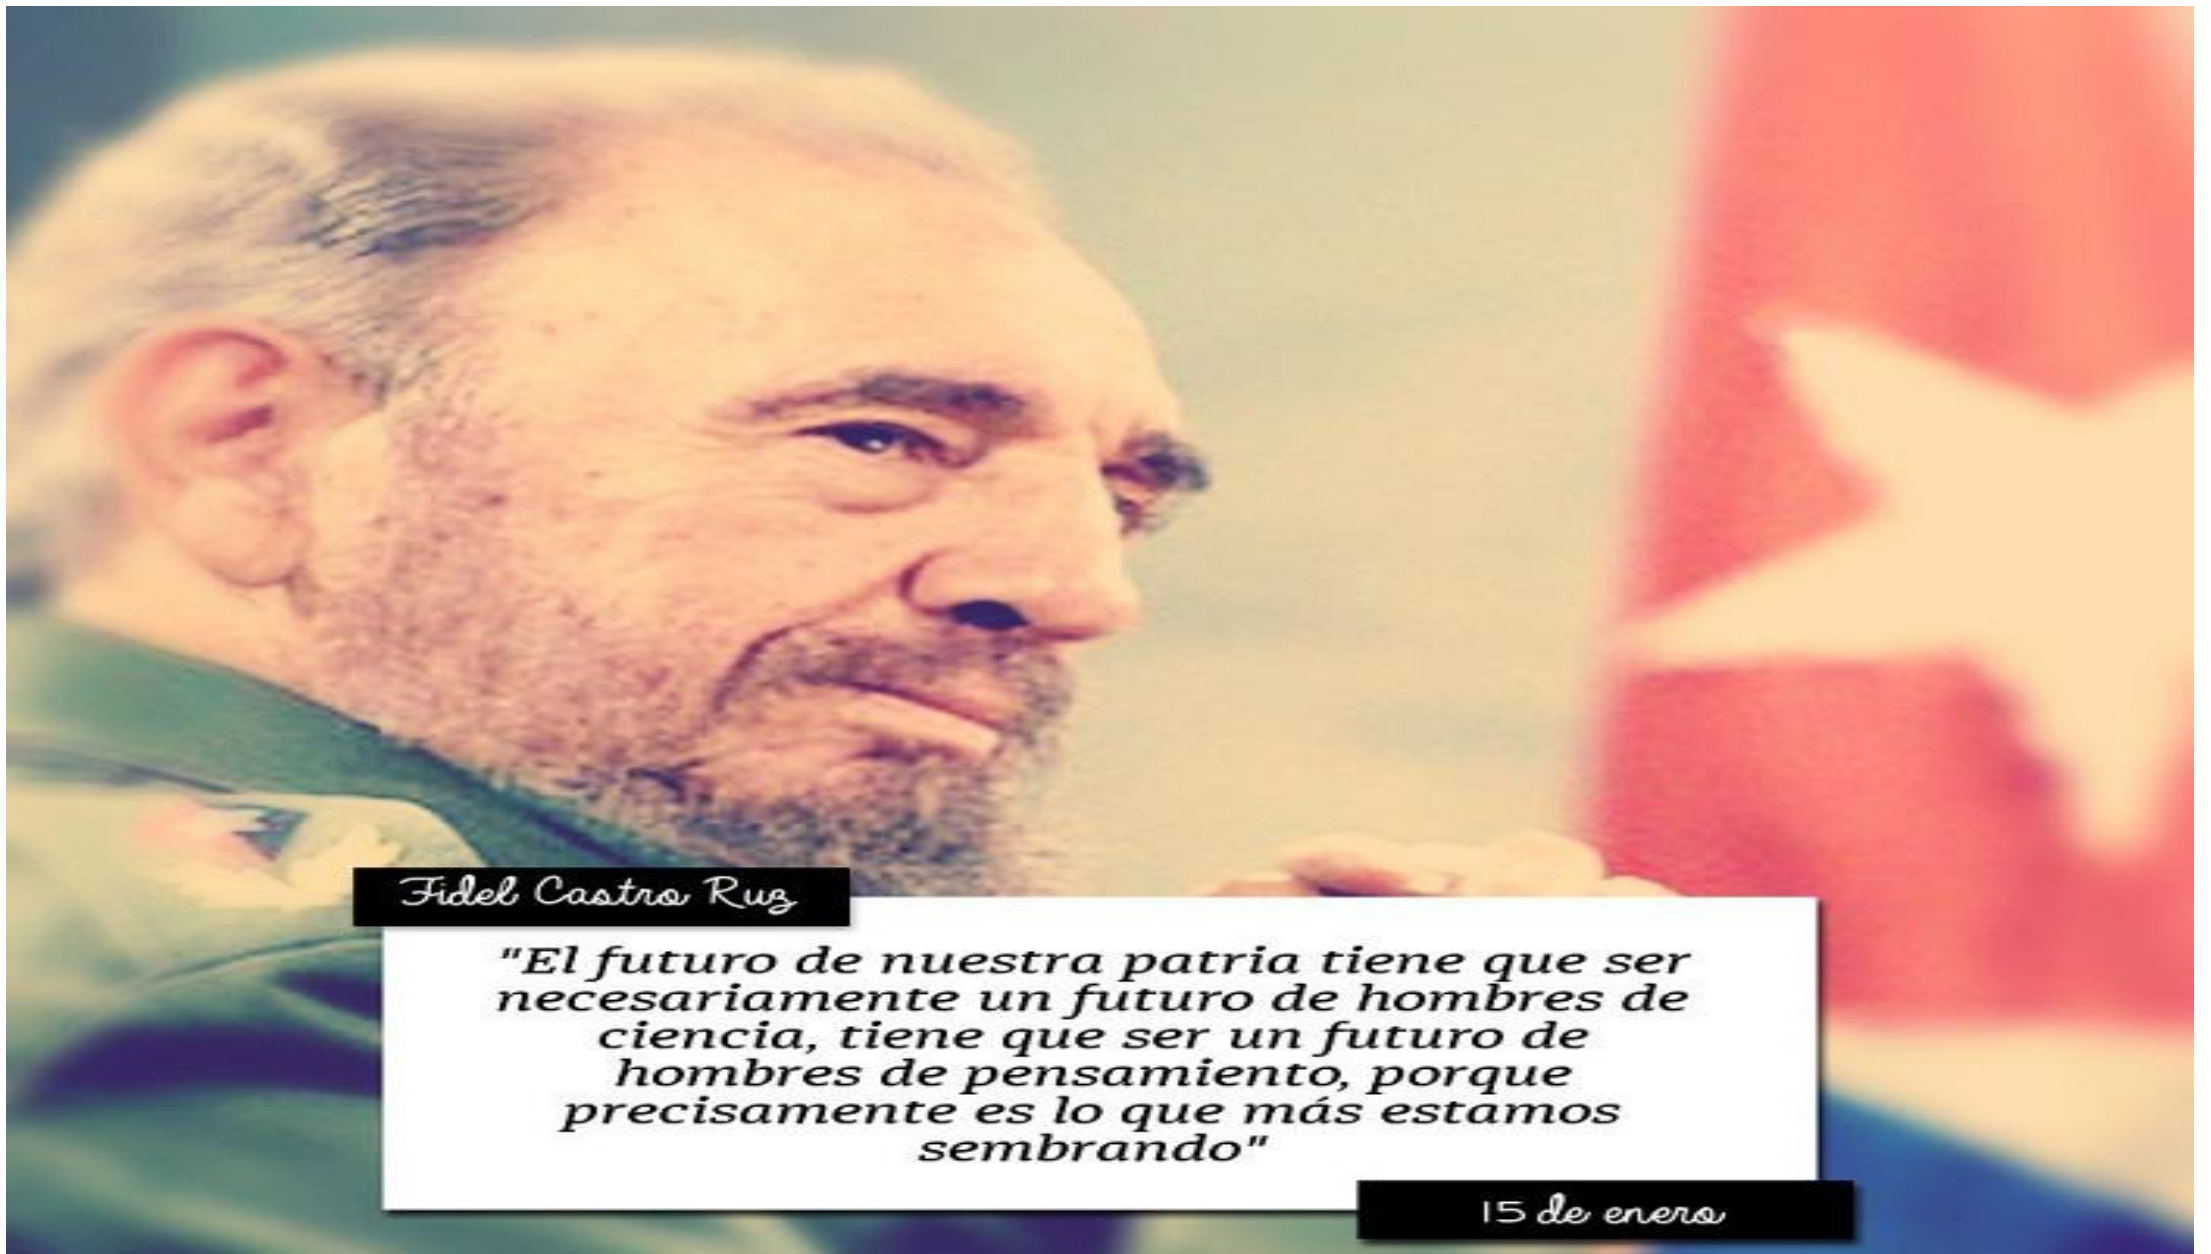 Fidel Castro Ruz
"El futuro de nuestra patria tiene que ser
necesariamente un futuro de hombres de
ciencia, tiene que ser un futuro de
hombres de pensamiento, porque
precisamente es lo que más estamos
sembrando"
15 de enero